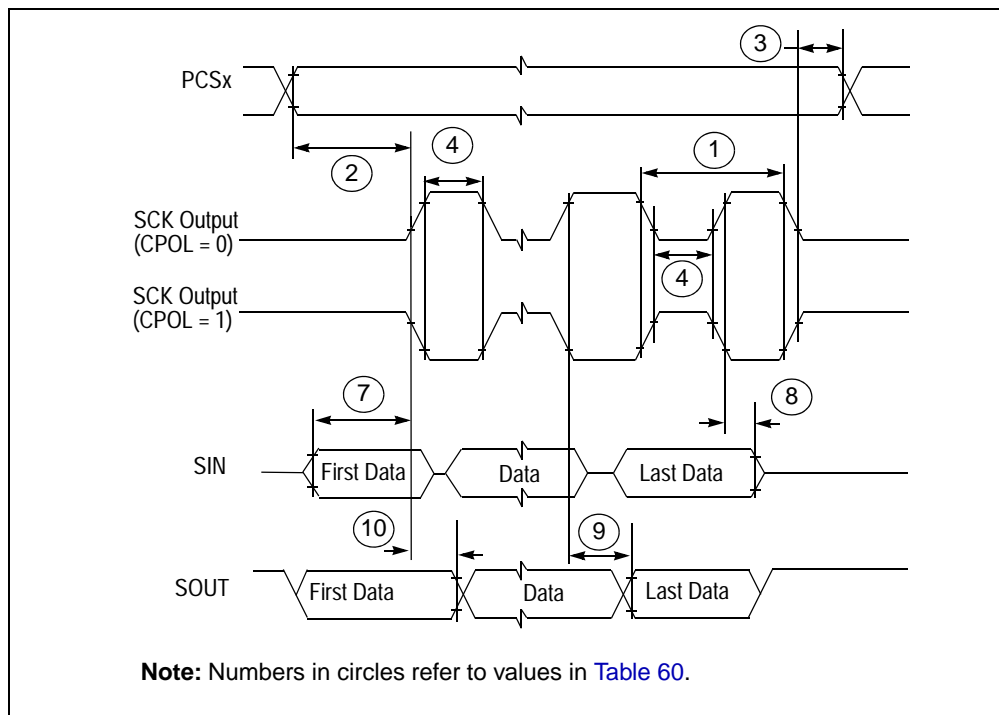 3
PCSx
2
4
1
SCK Output
(CPOL = 0)
4
SCK Output
(CPOL = 1)
7
8
SIN
First Data
Data
Last Data
10
9
SOUT
First Data
Data
Last Data
Note: Numbers in circles refer to values in Table 60.